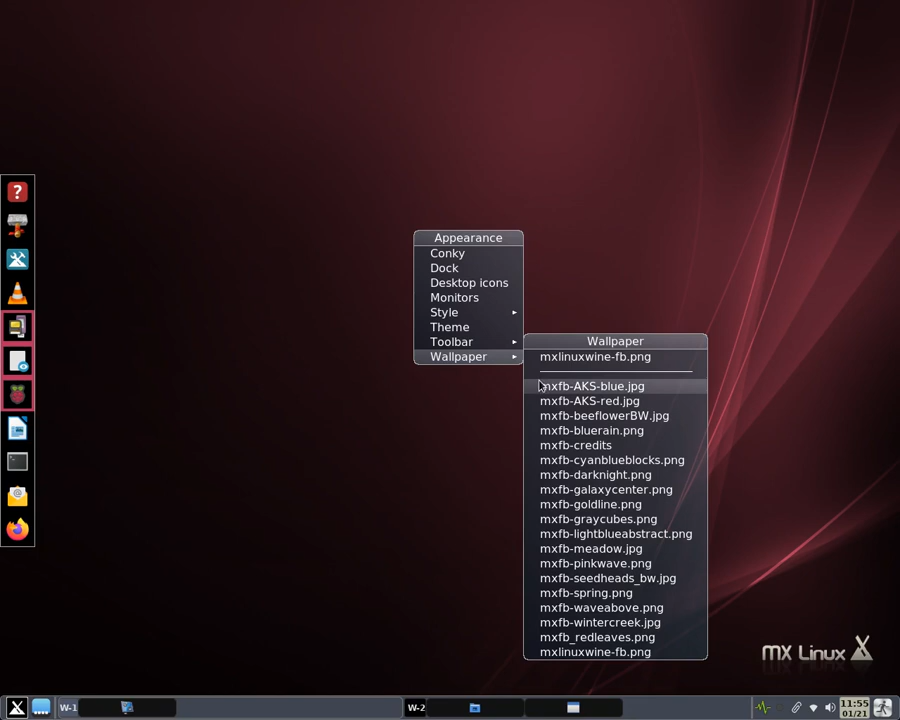 Appearance
Conky
Dock
Desktop icons
Monitors
Style
Theme
Toolbar
Wallpaper
Wallpaper
mxlinuxwine-fb.png
mxfb-AKS-blue.jpg
mxfb-AKS-red.jpg
mxfb-beeflowerBW.jpg
mxfb-bluerain.png
mxfb-credits
mxfb-cyanblueblocks.png
mxfb-darknight.png
mxfb-galaxycenter.png
mxfb-goldline.png
mxfb-graycubes.png
mxfb-lightblueabstract.png
mxfb-meadow.jpg
mxfb-pinkwave.png
mxfb-seedheads_bw.jpg
mxfb-spring.png
mxfb-waveabove.png
mxfb-wintercreek.jpg
mxfb_redleaves.png
mxlinuxwine-fb.png
MX Linux
W-1
W-2
11:55
01/21